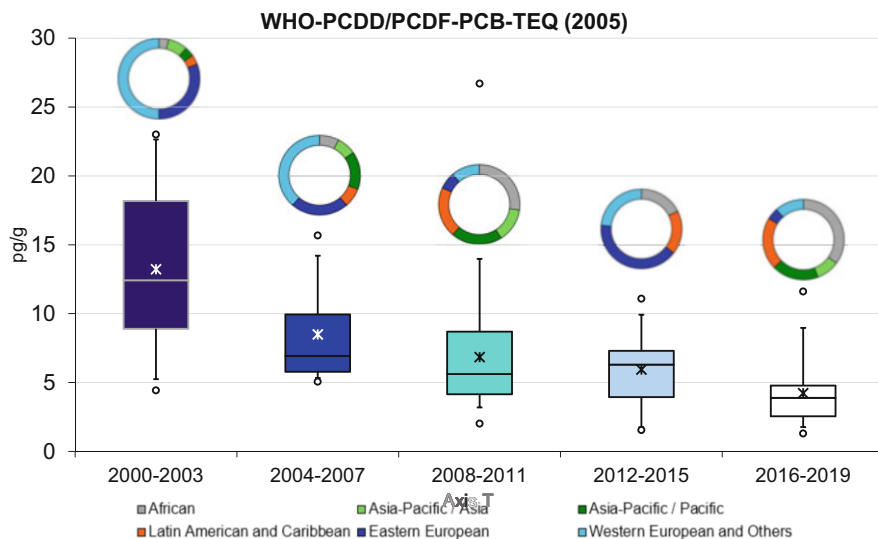 WHO-PCDD/PCDF-PCB-TEQ (2005)
30
25
20
15
10
5
0
pg/g
2000-2003 2004-2007 2008-2011 2012-2015 2016-2019
Axis T
African Asia-Pacific / Asia Asia-Pacific / Pacific
Latin American and Caribbean Eastern European Western European and Others